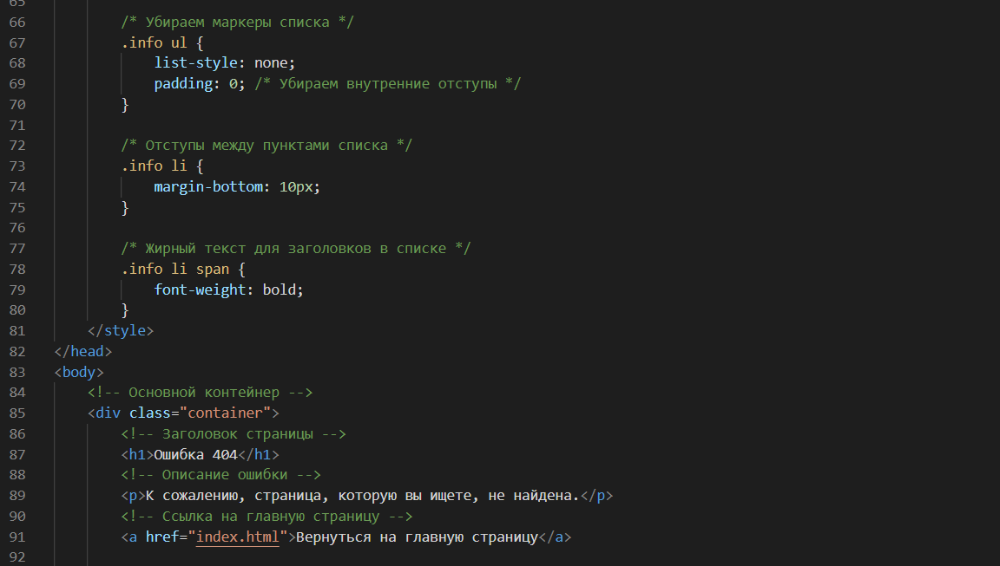 65
66 /* Убираем маркеры списка */
67 .info ul {
68 list-style: none;
69 padding: 0; /* Убираем внутренние отступы */
70 }
71
72 /* Отступы между пунктами списка */
73 .info li {
74 margin-bottom: 10px;
75 }
76
77 /* Жирный текст для заголовков в списке */
78 .info li span {
79 font-weight: bold;
80 }
81 </style>
82 </head>
83 <body>
84 <!-- Основной контейнер -->
85 <div class="container">
86 <!-- Заголовок страницы -->
87 <h1>Ошибка 404</h1>
88 <!-- Описание ошибки -->
89 <p>К сожалению, страница, которую вы ищете, не найдена.</p>
90 <!-- Ссылка на главную страницу -->
91 <a href="index.html">Вернуться на главную страницу</a>
92